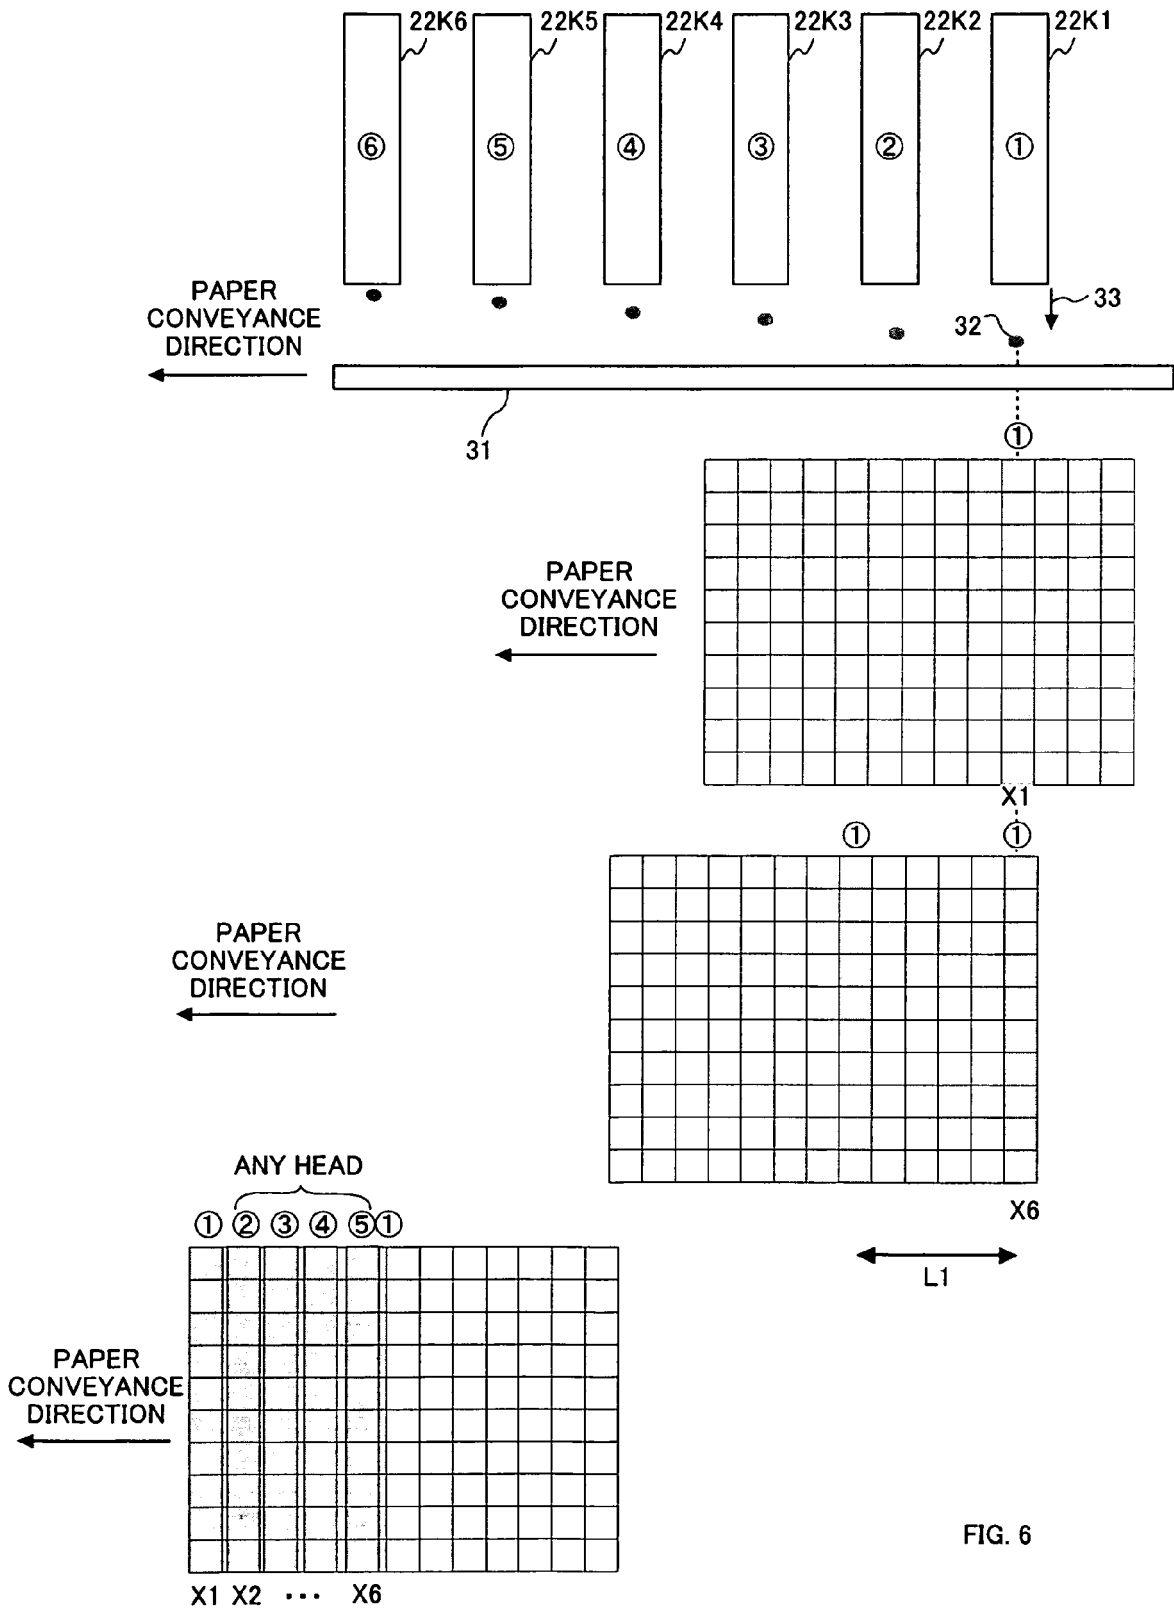 22K6 22K5 22K4 22K3 22K2 22K1
⑥ ⑤ ④ ③ ② ①
PAPER
CONVEYANCE
DIRECTION
33
32
31
①
PAPER
CONVEYANCE
DIRECTION
X1
① ①
PAPER
CONVEYANCE
DIRECTION
X6
L1
ANY HEAD
① ② ③ ④ ⑤ ①
PAPER
CONVEYANCE
DIRECTION
X1 X2 ... X6
FIG. 6